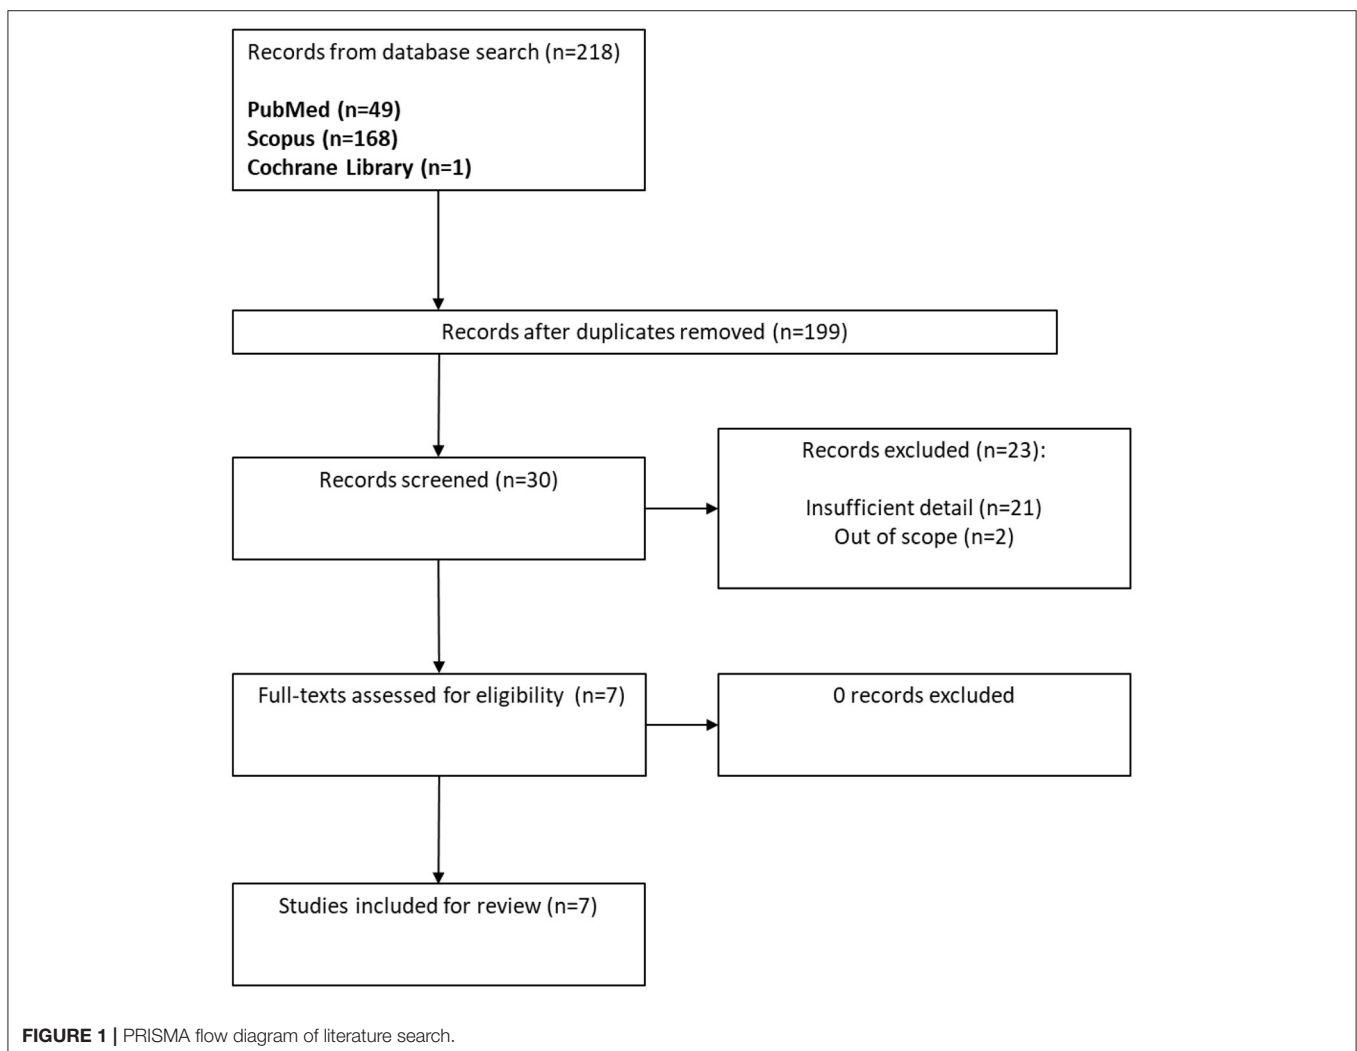 Records from database search (n=218)
PubMed (n=49)
Scopus (n=168)
Cochrane Library (n=1)
Records after duplicates removed (n=199)
Records screened (n=30)
Records excluded (n=23):
Insufficient detail (n=21)
Out of scope (n=2)
Full-texts assessed for eligibility (n=7)
0 records excluded
Studies included for review (n=7)
FIGURE 1 | PRISMA flow diagram of literature search.